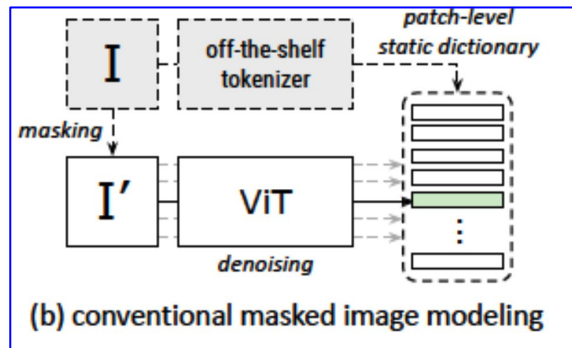 patch-level
static dictionary
I
off-the-shelf
tokenizer
masking
I′
ViT
denoising
(b) conventional masked image modeling